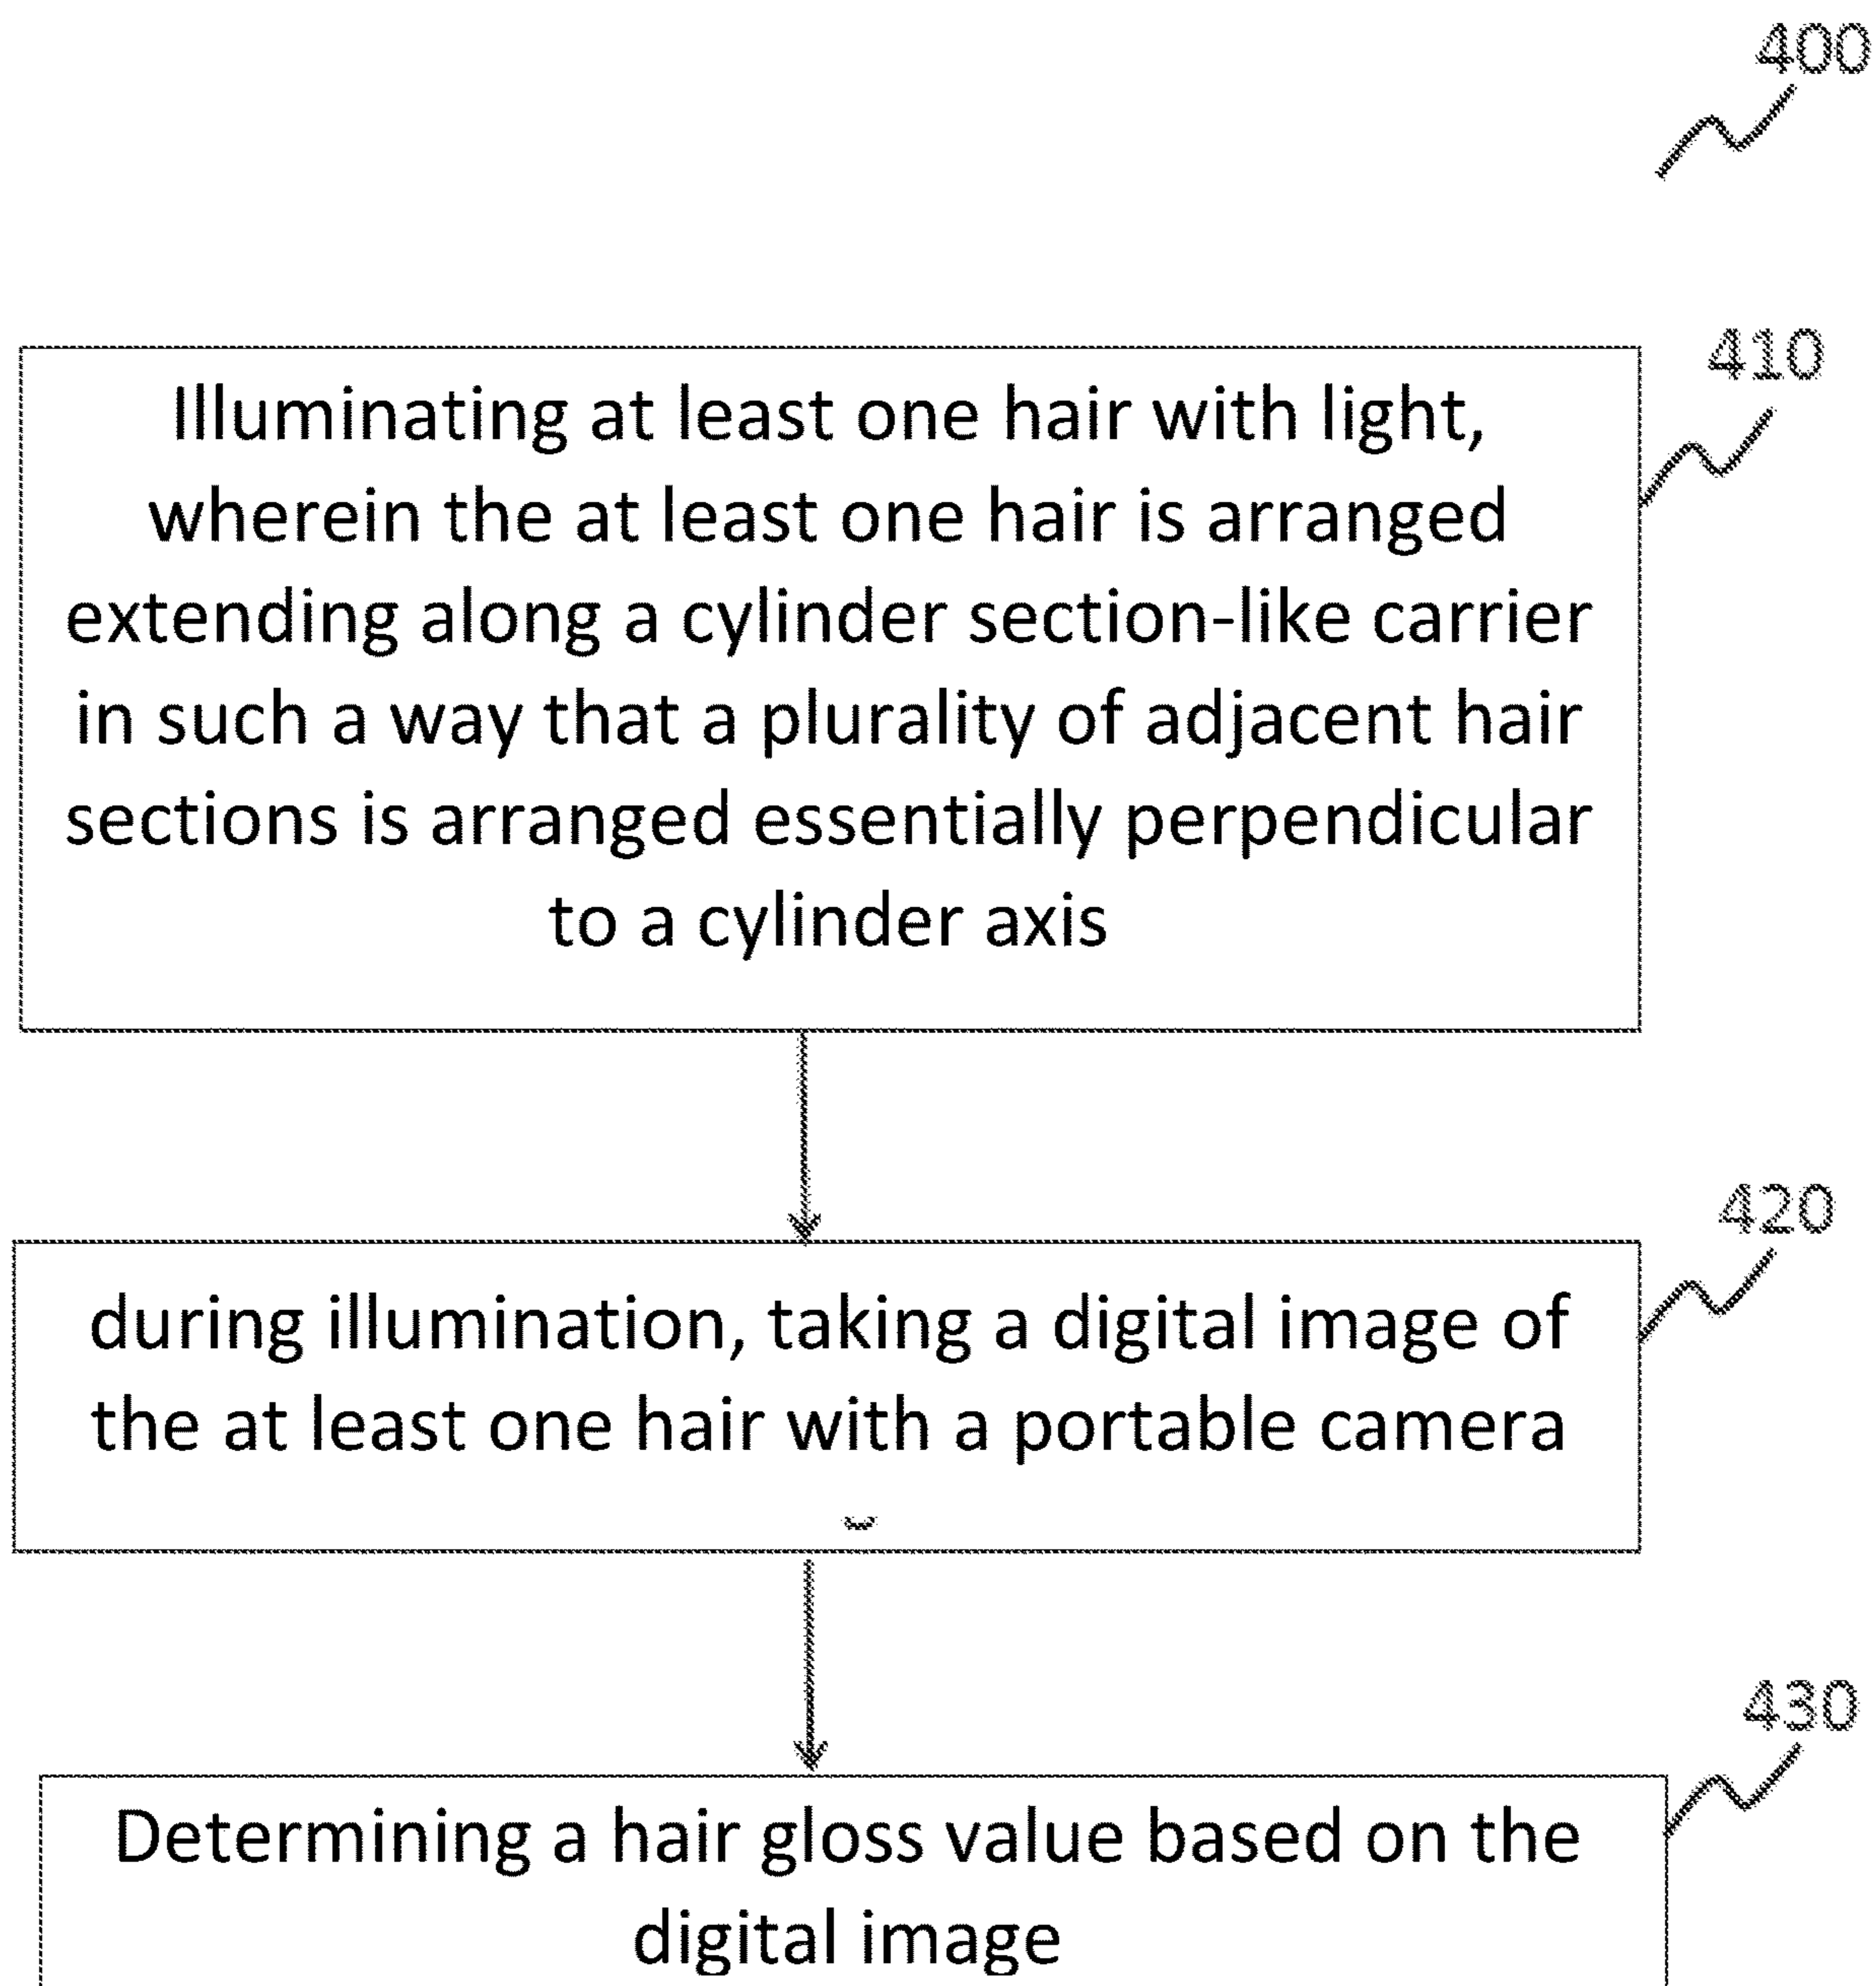 400
410
Illuminating at least one hair with light,
wherein the at least one hair is arranged
extending along a cylinder section-like carrier
in such a way that a plurality of adjacent hair
sections is arranged essentially perpendicular
to a cylinder axis
420
during illumination, taking a digital image of
the at least one hair with a portable camera
430
Determining a hair gloss value based on the
digital image